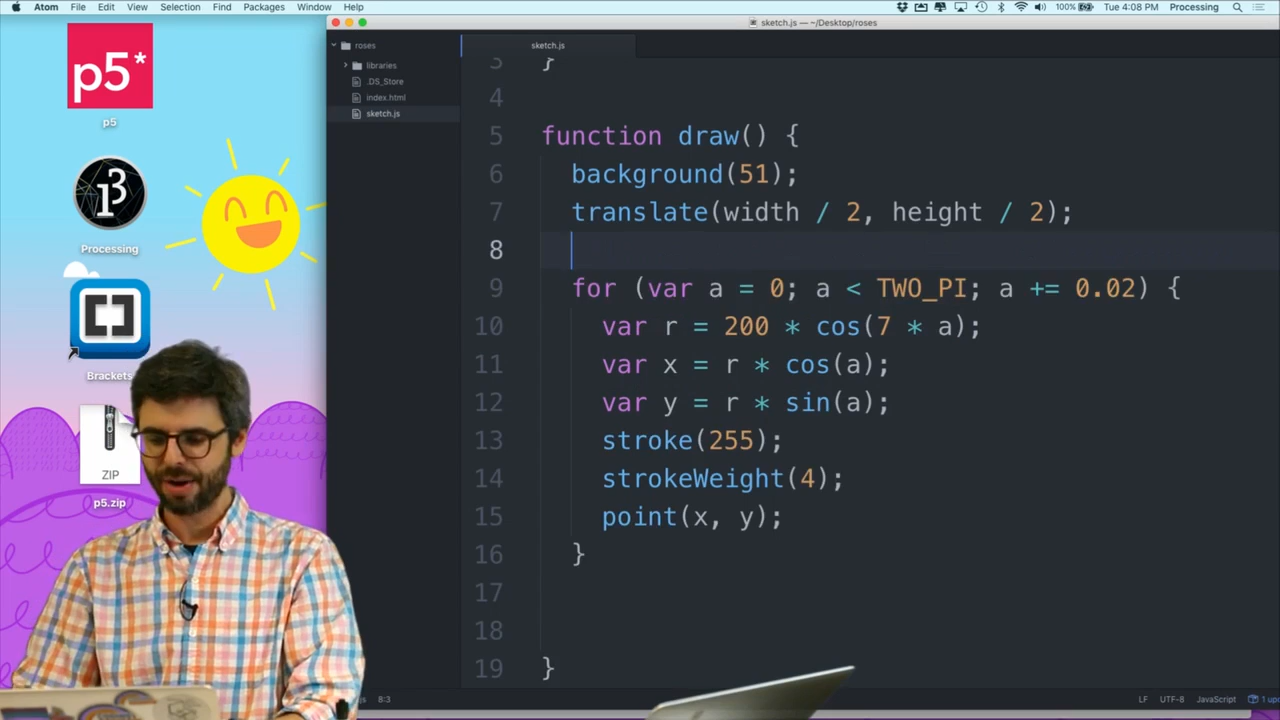 Atom File Edit View Selection Find Packages Window Help
100% Tue 4:08 PM Processing
sketch.js — ~/Desktop/roses
roses
libraries
.DS_Store
index.html
sketch.js
sketch.js
p5*
p5
Processing
Brackets
ZIP
p5.zip
3 }
4
5 function draw() {
6 background(51);
7 translate(width / 2, height / 2);
8
9 for (var a = 0; a < TWO_PI; a += 0.02) {
10 var r = 200 * cos(7 * a);
11 var x = r * cos(a);
12 var y = r * sin(a);
13 stroke(255);
14 strokeWeight(4);
15 point(x, y);
16 }
17
18
19 }
8:3
LF UTF-8 JavaScript